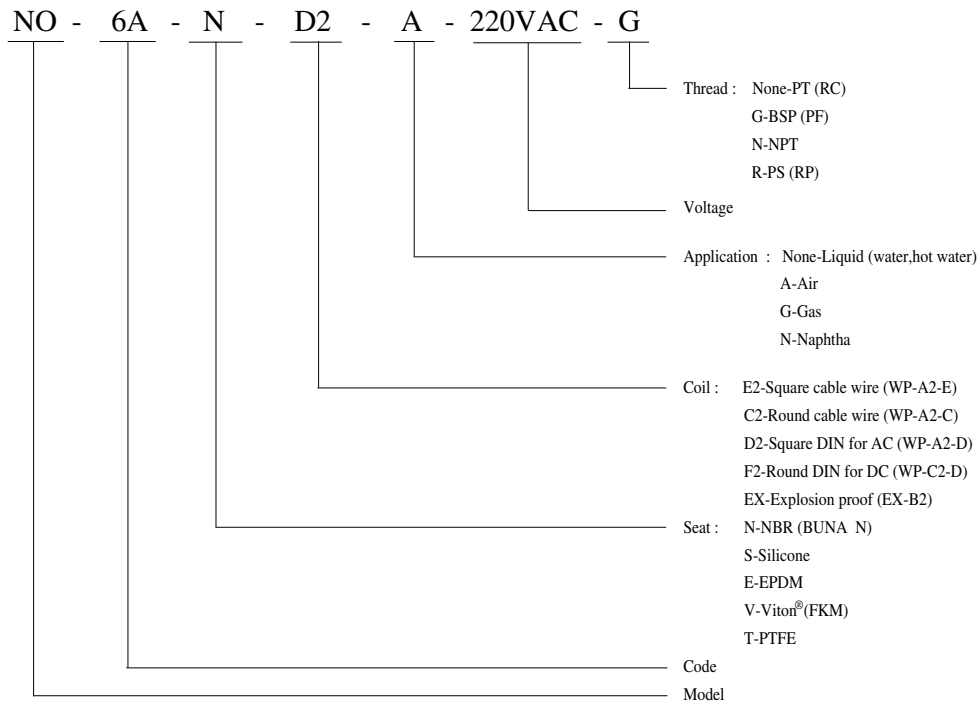 NO - 6A - N - D2 - A - 220VAC - G
Thread : None-PT (RC)
G-BSP (PF)
N-NPT
R-PS (RP)
Voltage
Application : None-Liquid (water,hot water)
A-Air
G-Gas
N-Naphtha
Coil : E2-Square cable wire (WP-A2-E)
C2-Round cable wire (WP-A2-C)
D2-Square DIN for AC (WP-A2-D)
F2-Round DIN for DC (WP-C2-D)
EX-Explosion proof (EX-B2)
Seat : N-NBR (BUNA N)
S-Silicone
E-EPDM
V-Viton®(FKM)
T-PTFE
Code
Model